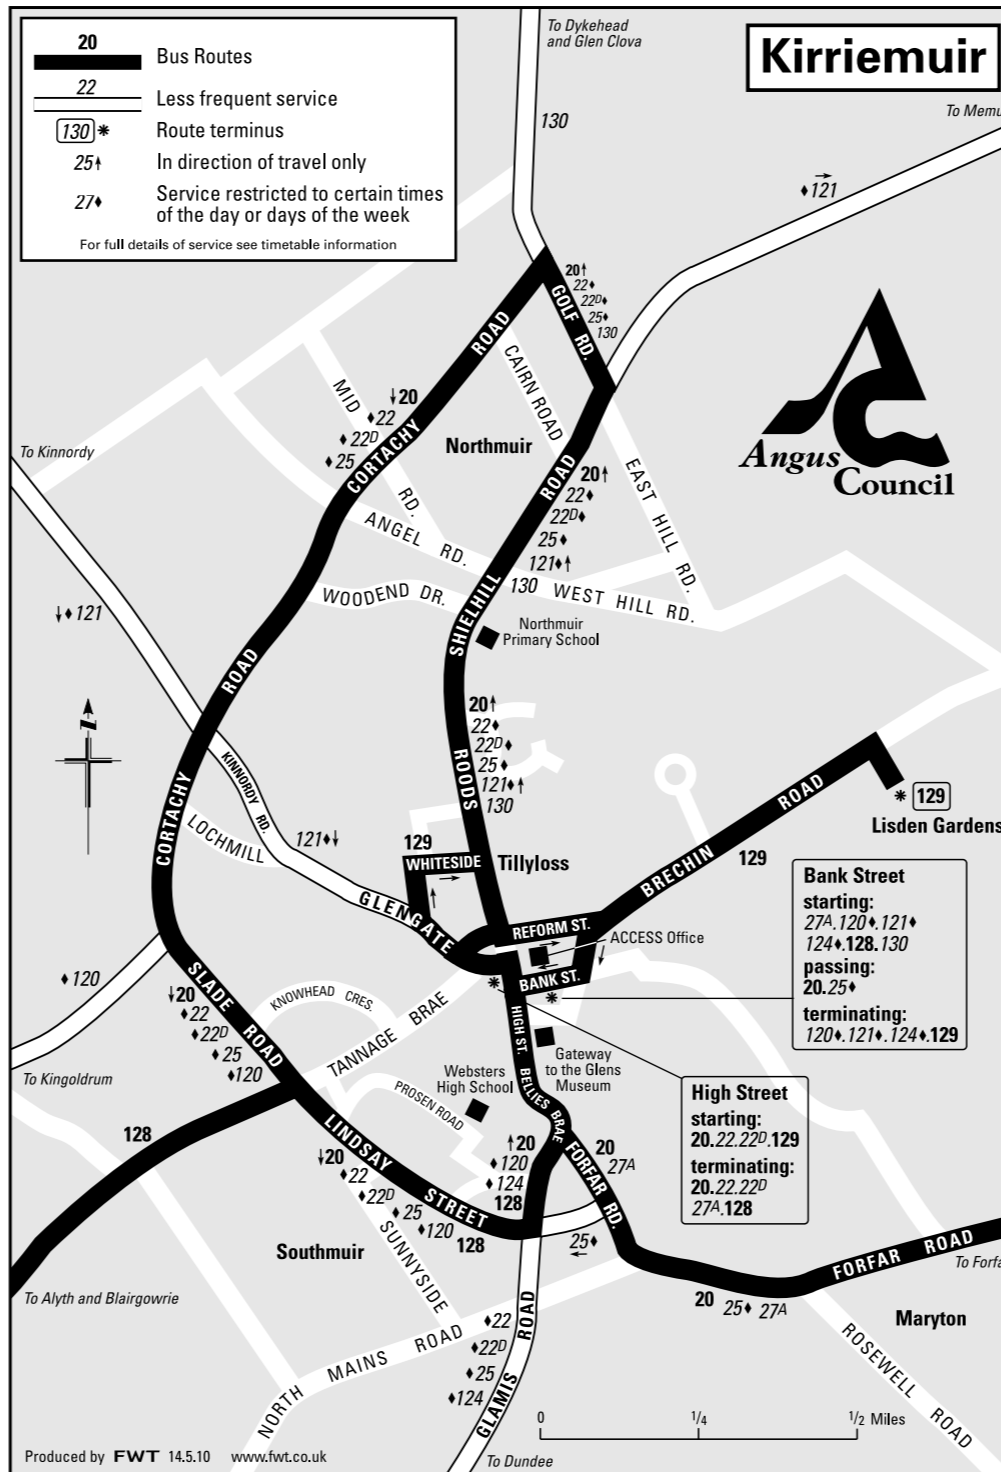 Kirriemuir
20
Bus Routes
22
Less frequent service
130 *
Route terminus
25↑
In direction of travel only
27♦
Service restricted to certain times
of the day or days of the week
For full details of service see timetable information
To Dykehead
and Glen Clova
130
To Memu
♦121
→
20↑
22♦
22D♦
25♦
130
GOLF RD.
CORTACHY ROAD
↓20
♦22
♦22D
♦25
MID RD.
CAIRN ROAD
Northmuir
Angus
Council
To Kinnordy
20↑
22♦
22D♦
25♦
121♦↑
130
SHIELHILL ROAD
EAST HILL RD.
ANGEL RD.
WEST HILL RD.
WOODEND DR.
Northmuir
Primary School
↓♦121
n
CORTACHY ROAD
KINNORDY RD.
20↑
22♦
22D♦
25♦
121♦↑
130
ROODS
LOCHMILL
121♦↓
129
WHITESIDE
Tillyloss
GLENGATE
REFORM ST.
BANK ST.
ACCESS Office
BRECHIN ROAD
129
* 129
Lisden Gardens
Bank Street
starting:
27A.120♦.121♦
124♦.128.130
passing:
20.25♦
terminating:
120♦.121♦.124♦.129
*
*
♦120
To Kingoldrum
SLADE ROAD
↓20
♦22
♦22D
♦25
♦120
KNOWHEAD CRES.
TANNAGE BRAE
HIGH ST.
Gateway
to the Glens
Museum
Websters
High School
PROSEN ROAD
BELLIES BRAE
High Street
starting:
20.22.22D.129
terminating:
20.22.22D
27A.128
128
LINDSAY STREET
↓20
♦22
♦22D
♦25
♦120
128
↑20
♦120
♦124
128
20
27A
FORFAR RD.
25♦
←
Southmuir
SUNNYSIDE
To Alyth and Blairgowrie
20 25♦ 27A
FORFAR ROAD
To Forfa
Maryton
ROSEWELL ROAD
NORTH MAINS ROAD
♦22
♦22D
♦25
♦124
GLAMIS ROAD
To Dundee
0 1/4 1/2 Miles
Produced by FWT 14.5.10 www.fwt.co.uk